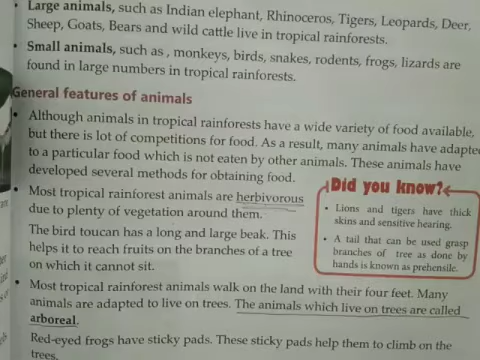 • Large animals, such as Indian elephant, Rhinoceros, Tigers, Leopards, Deer,
Sheep, Goats, Bears and wild cattle live in tropical rainforests.
• Small animals, such as , monkeys, birds, snakes, rodents, frogs, lizards are
found in large numbers in tropical rainforests.
General features of animals
• Although animals in tropical rainforests have a wide variety of food available,
but there is lot of competitions for food. As a result, many animals have adapted
to a particular food which is not eaten by other animals. These animals have
developed several methods for obtaining food.
• Most tropical rainforest animals are herbivorous
due to plenty of vegetation around them.
The bird toucan has a long and large beak. This
helps it to reach fruits on the branches of a tree
on which it cannot sit.
Did you know?
• Lions and tigers have thick
skins and sensitive hearing.
• A tail that can be used grasp
branches of tree as done by
hands is known as prehensile.
• Most tropical rainforest animals walk on the land with their four feet. Many
animals are adapted to live on trees. The animals which live on trees are called
arboreal.
Red-eyed frogs have sticky pads. These sticky pads help them to climb on the
trees.